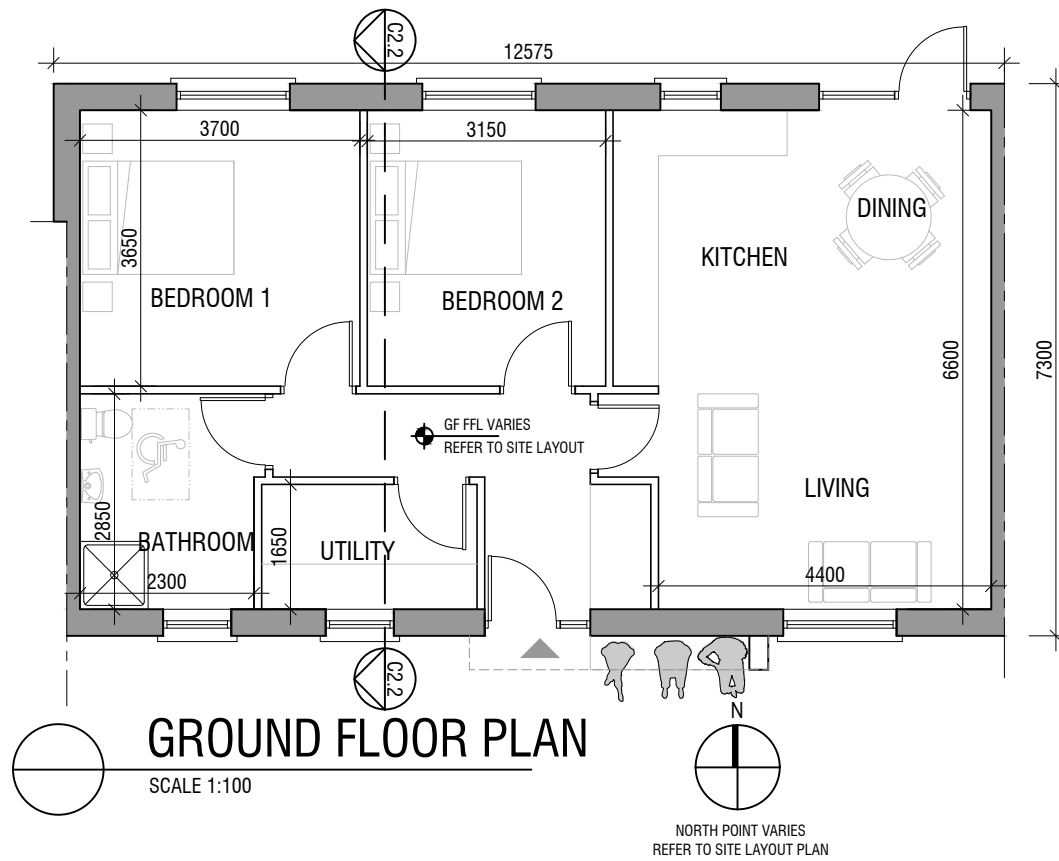 C2.2
12575
3700
3150
DINING
KITCHEN
3650
BEDROOM 1
BEDROOM 2
6600
7300
GF FFL VARIES
REFER TO SITE LAYOUT
LIVING
2850
BATHROOM
1650
UTILITY
2300
4400
C2.2
GROUND FLOOR PLAN
SCALE 1:100
N
NORTH POINT VARIES
REFER TO SITE LAYOUT PLAN